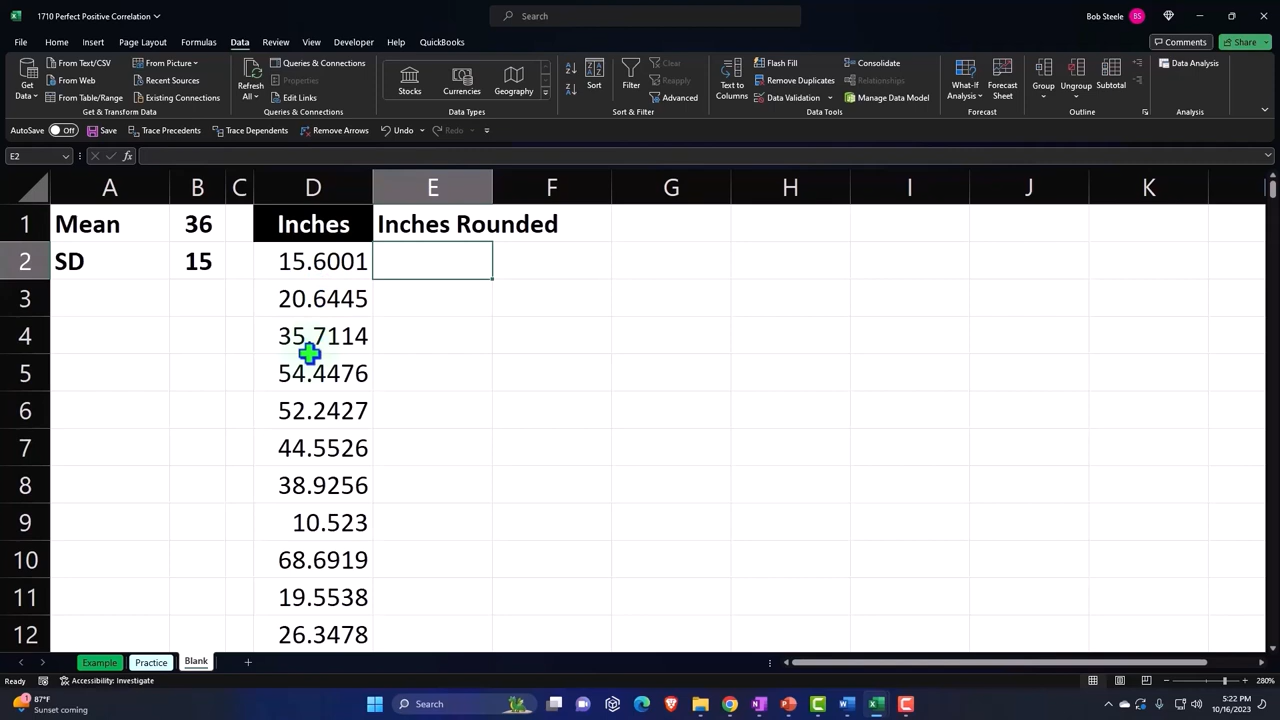 1710 Perfect Positive Correlation
Search
Bob Steele
BS
File Home Insert Page Layout Formulas Data Review View Developer Help QuickBooks
Comments
Share
Get Data
From Text/CSV
From Web
From Table/Range
From Picture
Recent Sources
Existing Connections
Get & Transform Data
Refresh All
Queries & Connections
Properties
Edit Links
Queries & Connections
Stocks
Currencies
Geography
Data Types
Sort
Filter
Clear
Reapply
Advanced
Sort & Filter
Text to Columns
Flash Fill
Remove Duplicates
Data Validation
Consolidate
Relationships
Manage Data Model
Data Tools
What-If Analysis
Forecast Sheet
Forecast
Group
Ungroup
Subtotal
Outline
Data Analysis
Analysis
AutoSave Off Save Trace Precedents Trace Dependents Remove Arrows Undo Redo
E2 fx
A B C D E F G H I J K
1 Mean 36 Inches Inches Rounded
2 SD 15 15.6001
3 20.6445
4 35.7114
5 54.4476
6 52.2427
7 44.5526
8 38.9256
9 10.523
10 68.6919
11 19.5538
12 26.3478
Example Practice Blank
Ready Accessibility: Investigate 280%
1
87°F
Sunset coming
Search
5:22 PM
10/16/2023